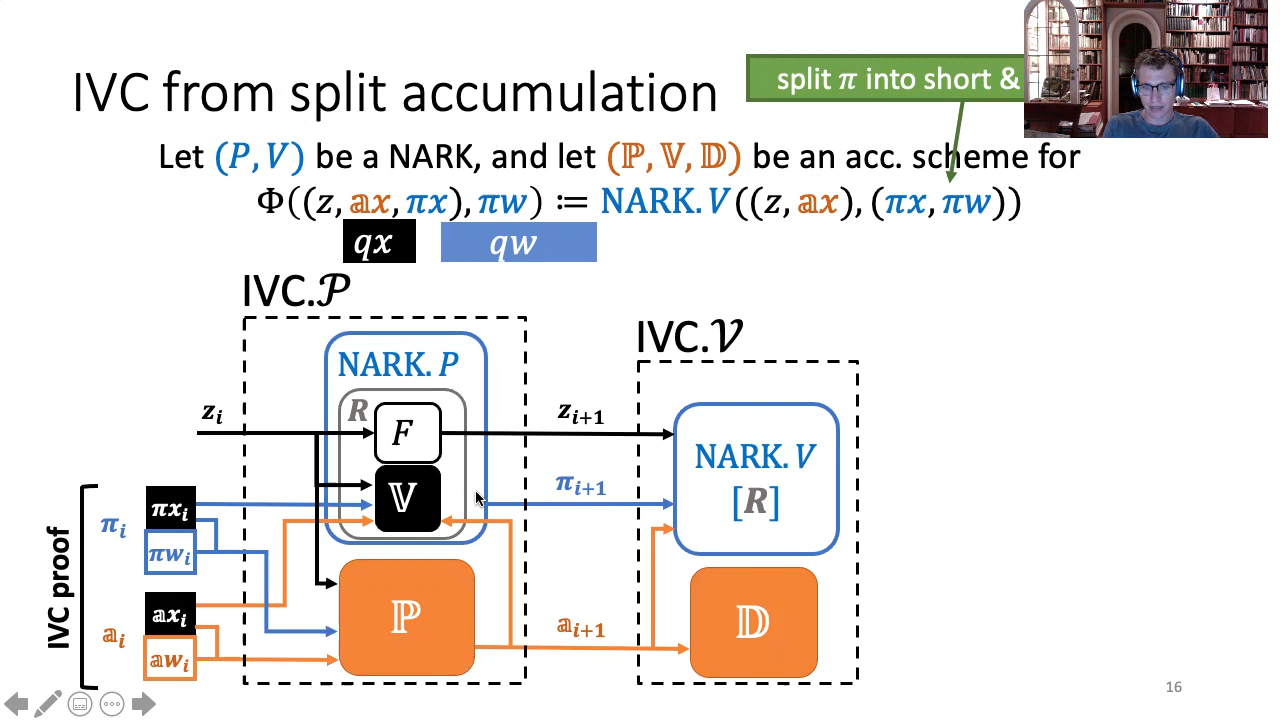 IVC from split accumulation
split π into short &
Let (P, V) be a NARK, and let (ℙ, 𝕍, 𝔻) be an acc. scheme for
Φ((z, 𝕒x, πx), πw) ≔ NARK. V((z, 𝕒x), (πx, πw))
qx
qw
IVC.𝒫
IVC.𝒱
NARK. P
R
F
𝕍
ℙ
z_i
z_{i+1}
NARK. V
[R]
π_{i+1}
𝕒_{i+1}
𝔻
IVC proof
π_i
πx_i
πw_i
𝕒_i
𝕒x_i
𝕒w_i
16